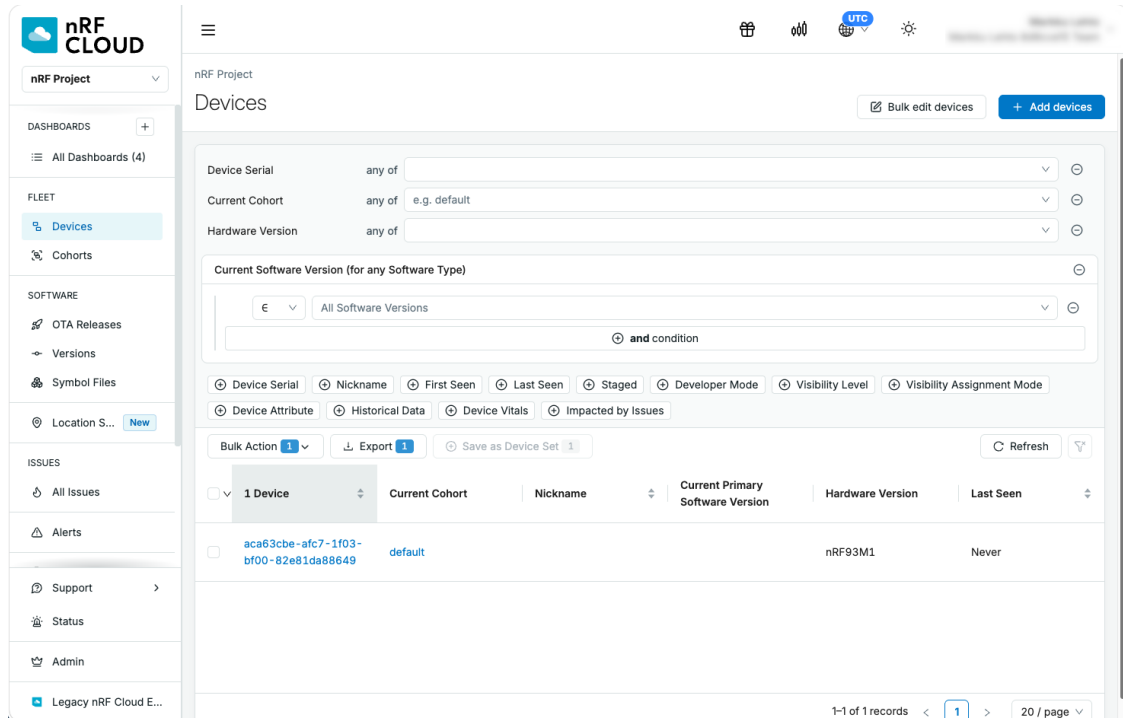 nRF
CLOUD
UTC
nRF Project
nRF Project
Devices
Bulk edit devices
+ Add devices
DASHBOARDS
All Dashboards (4)
FLEET
Devices
Cohorts
SOFTWARE
OTA Releases
Versions
Symbol Files
Location S... New
ISSUES
All Issues
Alerts
Support
Status
Admin
Legacy nRF Cloud E...
Device Serial any of
Current Cohort any of e.g. default
Hardware Version any of
Current Software Version (for any Software Type)
∈ All Software Versions
and condition
Device Serial Nickname First Seen Last Seen Staged Developer Mode Visibility Level Visibility Assignment Mode
Device Attribute Historical Data Device Vitals Impacted by Issues
Bulk Action 1 Export 1 Save as Device Set 1 Refresh
1 Device Current Cohort Nickname Current Primary Software Version Hardware Version Last Seen
aca63cbe-afc7-1f03-
bf00-82e81da88649
default
nRF93M1
Never
1-1 of 1 records < 1 > 20 / page